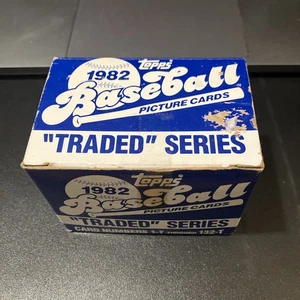 topps
1982
Baseball
PICTURE CARDS
"TRADED" SERIES
topps
1982
Baseball
PICTURE CARDS
"TRADED" SERIES
CARD NUMBERS 1-T THROUGH 132-T